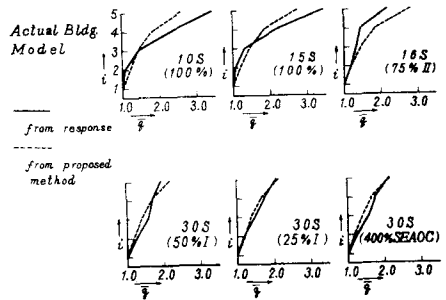 Actual Bldg.
Model
from response
from proposed
method
5
4
3
2
1
i
10S
(100%)
1.0 2.0 3.0
q̄
15S
(100%)
1.0 2.0 3.0
q̄
i
16S
(75%Ⅱ)
1.0 2.0 3.0
q̄
i
30S
(50%I)
1.0 2.0 3.0
q̄
i
30S
(25%I)
1.0 2.0 3.0
q̄
i
30S
(400%SEAOC)
1.0 2.0 3.0
q̄